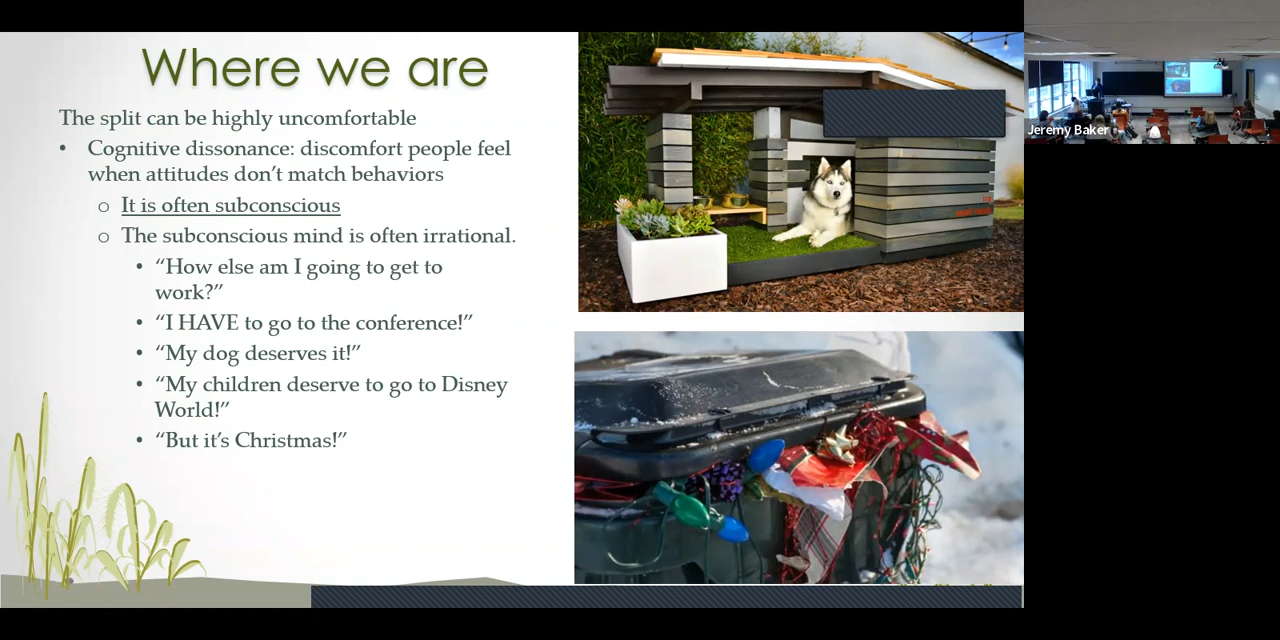 Where we are
The split can be highly uncomfortable
• Cognitive dissonance: discomfort people feel
when attitudes don’t match behaviors
o It is often subconscious
o The subconscious mind is often irrational.
• “How else am I going to get to
work?”
• “I HAVE to go to the conference!”
• “My dog deserves it!”
• “My children deserve to go to Disney
World!”
• “But it’s Christmas!”
Jeremy Baker